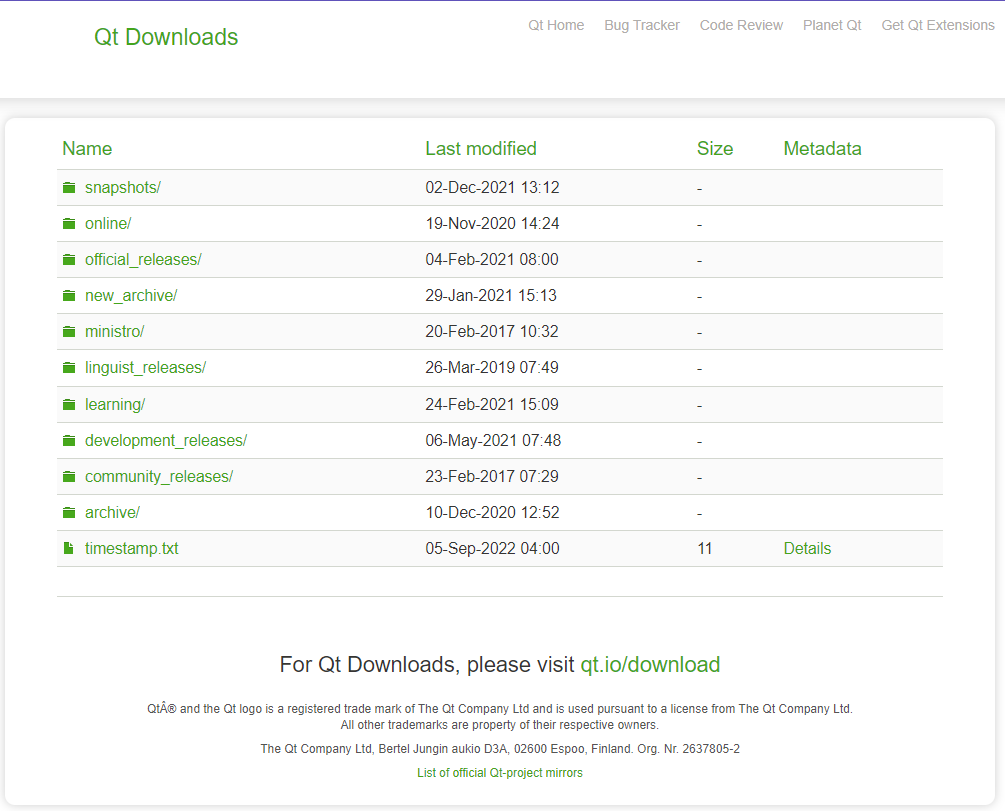 Qt Downloads
Qt Home Bug Tracker Code Review Planet Qt Get Qt Extensions
Name Last modified Size Metadata
snapshots/ 02-Dec-2021 13:12 -
online/ 19-Nov-2020 14:24 -
official_releases/ 04-Feb-2021 08:00 -
new_archive/ 29-Jan-2021 15:13 -
ministro/ 20-Feb-2017 10:32 -
linguist_releases/ 26-Mar-2019 07:49 -
learning/ 24-Feb-2021 15:09 -
development_releases/ 06-May-2021 07:48 -
community_releases/ 23-Feb-2017 07:29 -
archive/ 10-Dec-2020 12:52 -
timestamp.txt 05-Sep-2022 04:00 11 Details
For Qt Downloads, please visit qt.io/download
QtÂ® and the Qt logo is a registered trade mark of The Qt Company Ltd and is used pursuant to a license from The Qt Company Ltd.
All other trademarks are property of their respective owners.
The Qt Company Ltd, Bertel Jungin aukio D3A, 02600 Espoo, Finland. Org. Nr. 2637805-2
List of official Qt-project mirrors